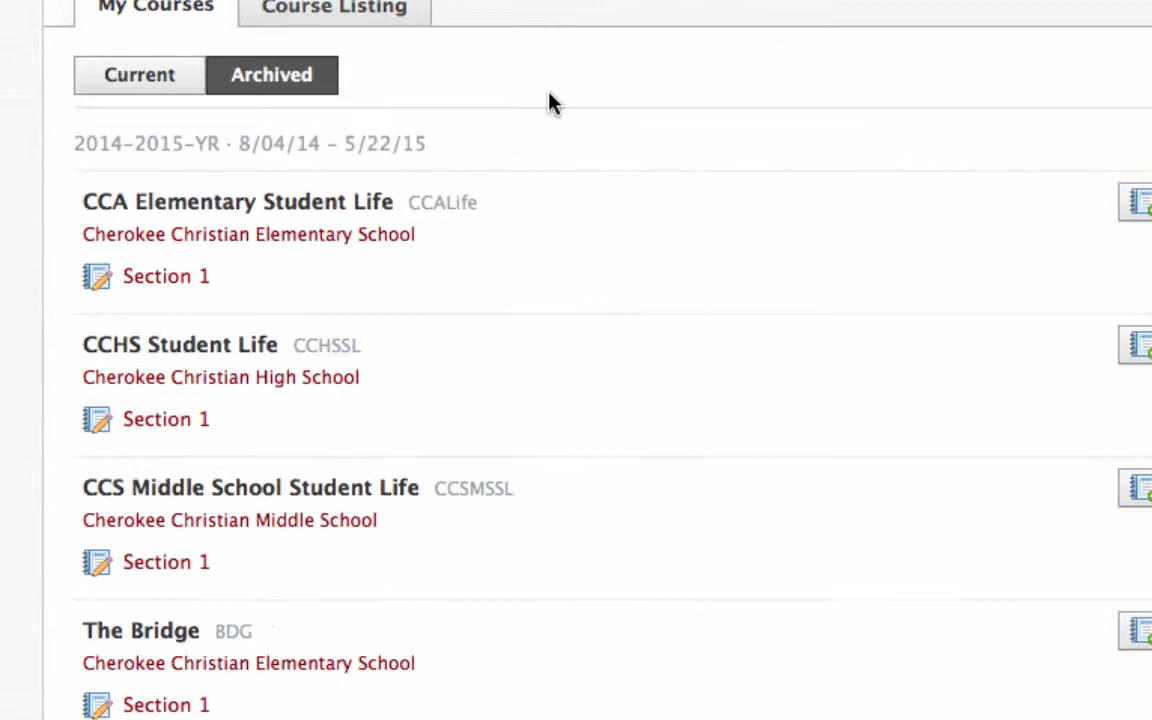 My Courses Course Listing
Current Archived
2014-2015-YR · 8/04/14 - 5/22/15
CCA Elementary Student Life CCALife
Cherokee Christian Elementary School
Section 1
CCHS Student Life CCHSSL
Cherokee Christian High School
Section 1
CCS Middle School Student Life CCSMSSL
Cherokee Christian Middle School
Section 1
The Bridge BDG
Cherokee Christian Elementary School
Section 1